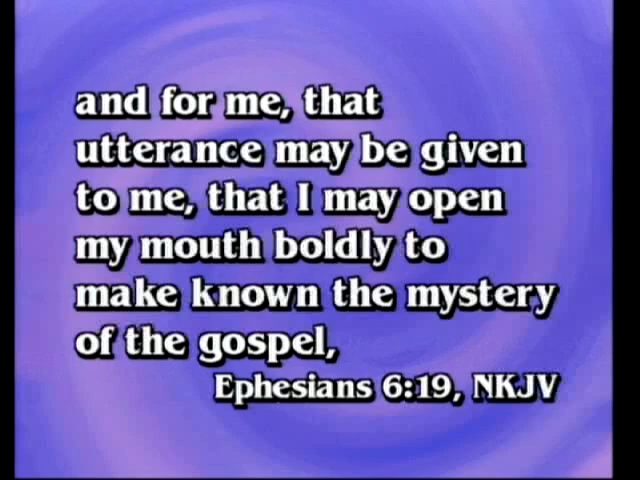 and for me, that
utterance may be given
to me, that I may open
my mouth boldly to
make known the mystery
of the gospel,
Ephesians 6:19, NKJV